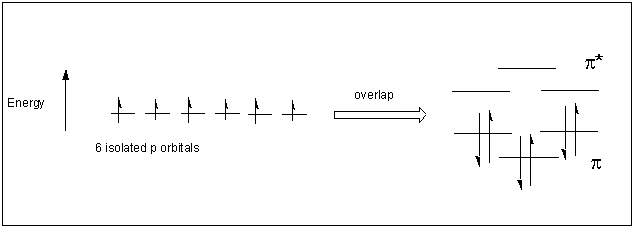 π*
overlap
Energy
6 isolated p orbitals
π